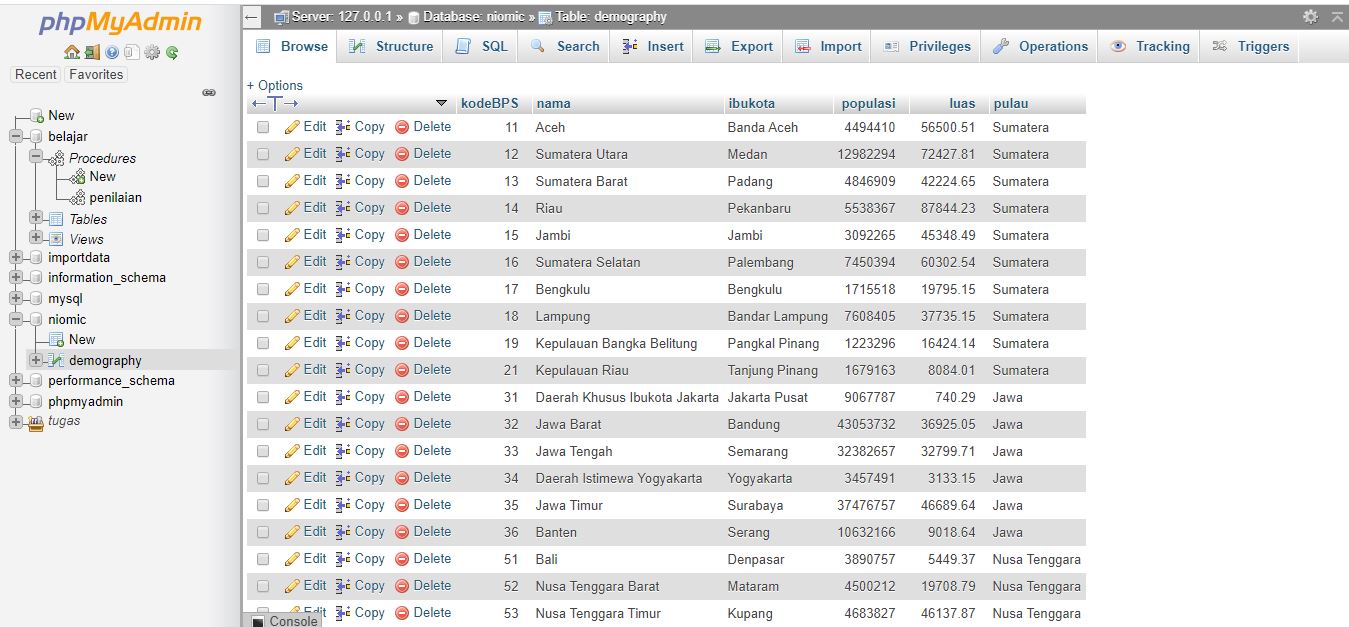 phpMyAdmin
Recent Favorites
New
belajar
Procedures
New
penilaian
Tables
Views
importdata
information_schema
mysql
niomic
New
demography
performance_schema
phpmyadmin
tugas
Server: 127.0.0.1 » Database: niomic » Table: demography
Browse Structure SQL Search Insert Export Import Privileges Operations Tracking Triggers
+ Options
kodeBPS nama ibukota populasi luas pulau
Edit Copy Delete 11 Aceh Banda Aceh 4494410 56500.51 Sumatera
Edit Copy Delete 12 Sumatera Utara Medan 12982294 72427.81 Sumatera
Edit Copy Delete 13 Sumatera Barat Padang 4846909 42224.65 Sumatera
Edit Copy Delete 14 Riau Pekanbaru 5538367 87844.23 Sumatera
Edit Copy Delete 15 Jambi Jambi 3092265 45348.49 Sumatera
Edit Copy Delete 16 Sumatera Selatan Palembang 7450394 60302.54 Sumatera
Edit Copy Delete 17 Bengkulu Bengkulu 1715518 19795.15 Sumatera
Edit Copy Delete 18 Lampung Bandar Lampung 7608405 37735.15 Sumatera
Edit Copy Delete 19 Kepulauan Bangka Belitung Pangkal Pinang 1223296 16424.14 Sumatera
Edit Copy Delete 21 Kepulauan Riau Tanjung Pinang 1679163 8084.01 Sumatera
Edit Copy Delete 31 Daerah Khusus Ibukota Jakarta Jakarta Pusat 9067787 740.29 Jawa
Edit Copy Delete 32 Jawa Barat Bandung 43053732 36925.05 Jawa
Edit Copy Delete 33 Jawa Tengah Semarang 32382657 32799.71 Jawa
Edit Copy Delete 34 Daerah Istimewa Yogyakarta Yogyakarta 3457491 3133.15 Jawa
Edit Copy Delete 35 Jawa Timur Surabaya 37476757 46689.64 Jawa
Edit Copy Delete 36 Banten Serang 10632166 9018.64 Jawa
Edit Copy Delete 51 Bali Denpasar 3890757 5449.37 Nusa Tenggara
Edit Copy Delete 52 Nusa Tenggara Barat Mataram 4500212 19708.79 Nusa Tenggara
Edit Copy Delete 53 Nusa Tenggara Timur Kupang 4683827 46137.87 Nusa Tenggara
Console